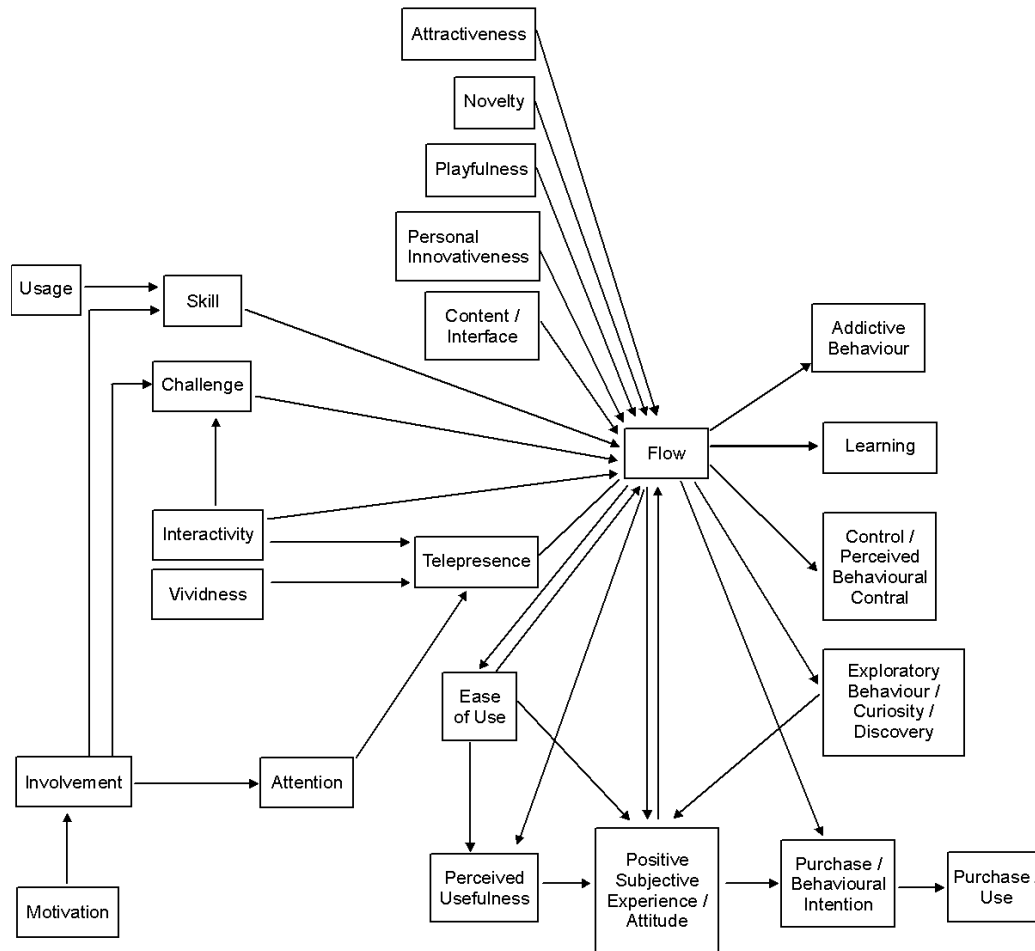 Attractiveness
Novelty
Playfulness
Personal
Innovativeness
Usage
Skill
Content /
Interface
Addictive
Behaviour
Challenge
Flow
Learning
Interactivity
Telepresence
Control /
Perceived
Behavioural
Contral
Vividness
Ease
of Use
Exploratory
Behaviour /
Curiosity /
Discovery
Involvement
Attention
Perceived
Usefulness
Positive
Subjective
Experience /
Attitude
Purchase /
Behavioural
Intention
Purchase /
Use
Motivation